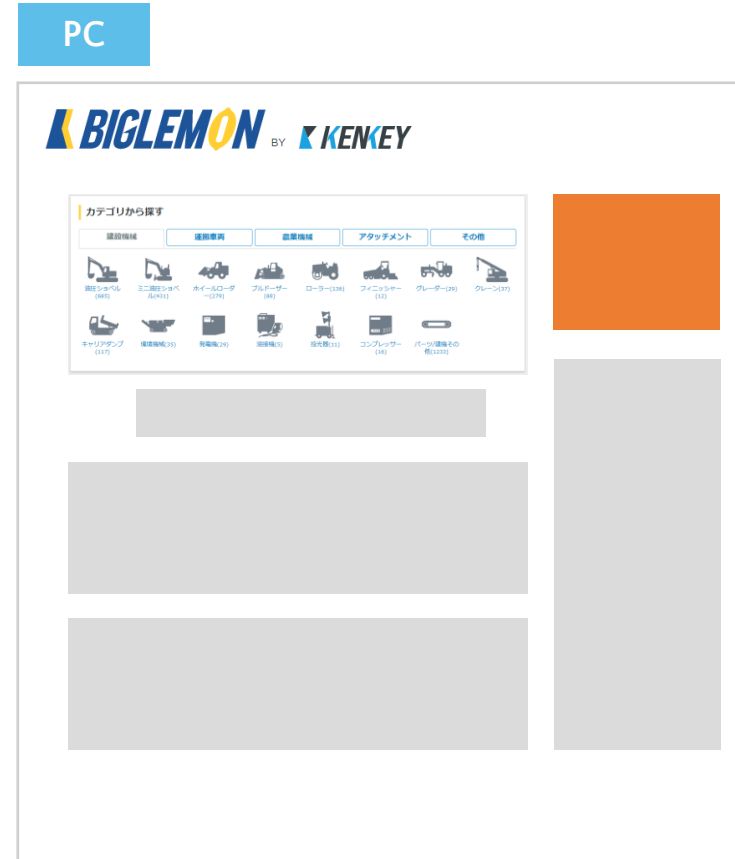 PC
BIGLEMON BY KENKEY
カテゴリから探す
建設機械 運搬車両 農業機械 アタッチメント その他
油圧ショベル ミニ油圧ショベ ホイールローダ ブルドーザー ローラー(136) フィニッシャー グレーダー(29) クレーン(37)
(685) ル(431) ー(279) (88) (12)
キャリアダンプ 環境機械(35) 発電機(29) 溶接機(5) 投光器(11) コンプレッサー パーツ/建機その
(117) (16) 他(1232)